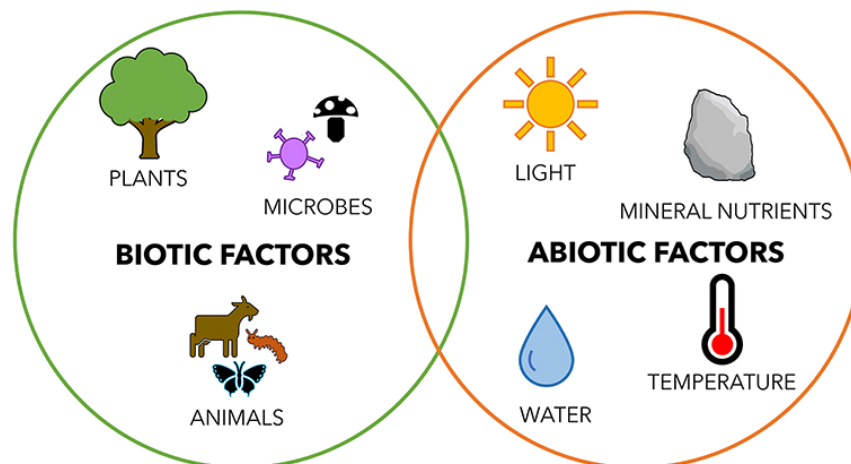 PLANTS
MICROBES
BIOTIC FACTORS
ANIMALS
LIGHT
MINERAL NUTRIENTS
ABIOTIC FACTORS
WATER
TEMPERATURE